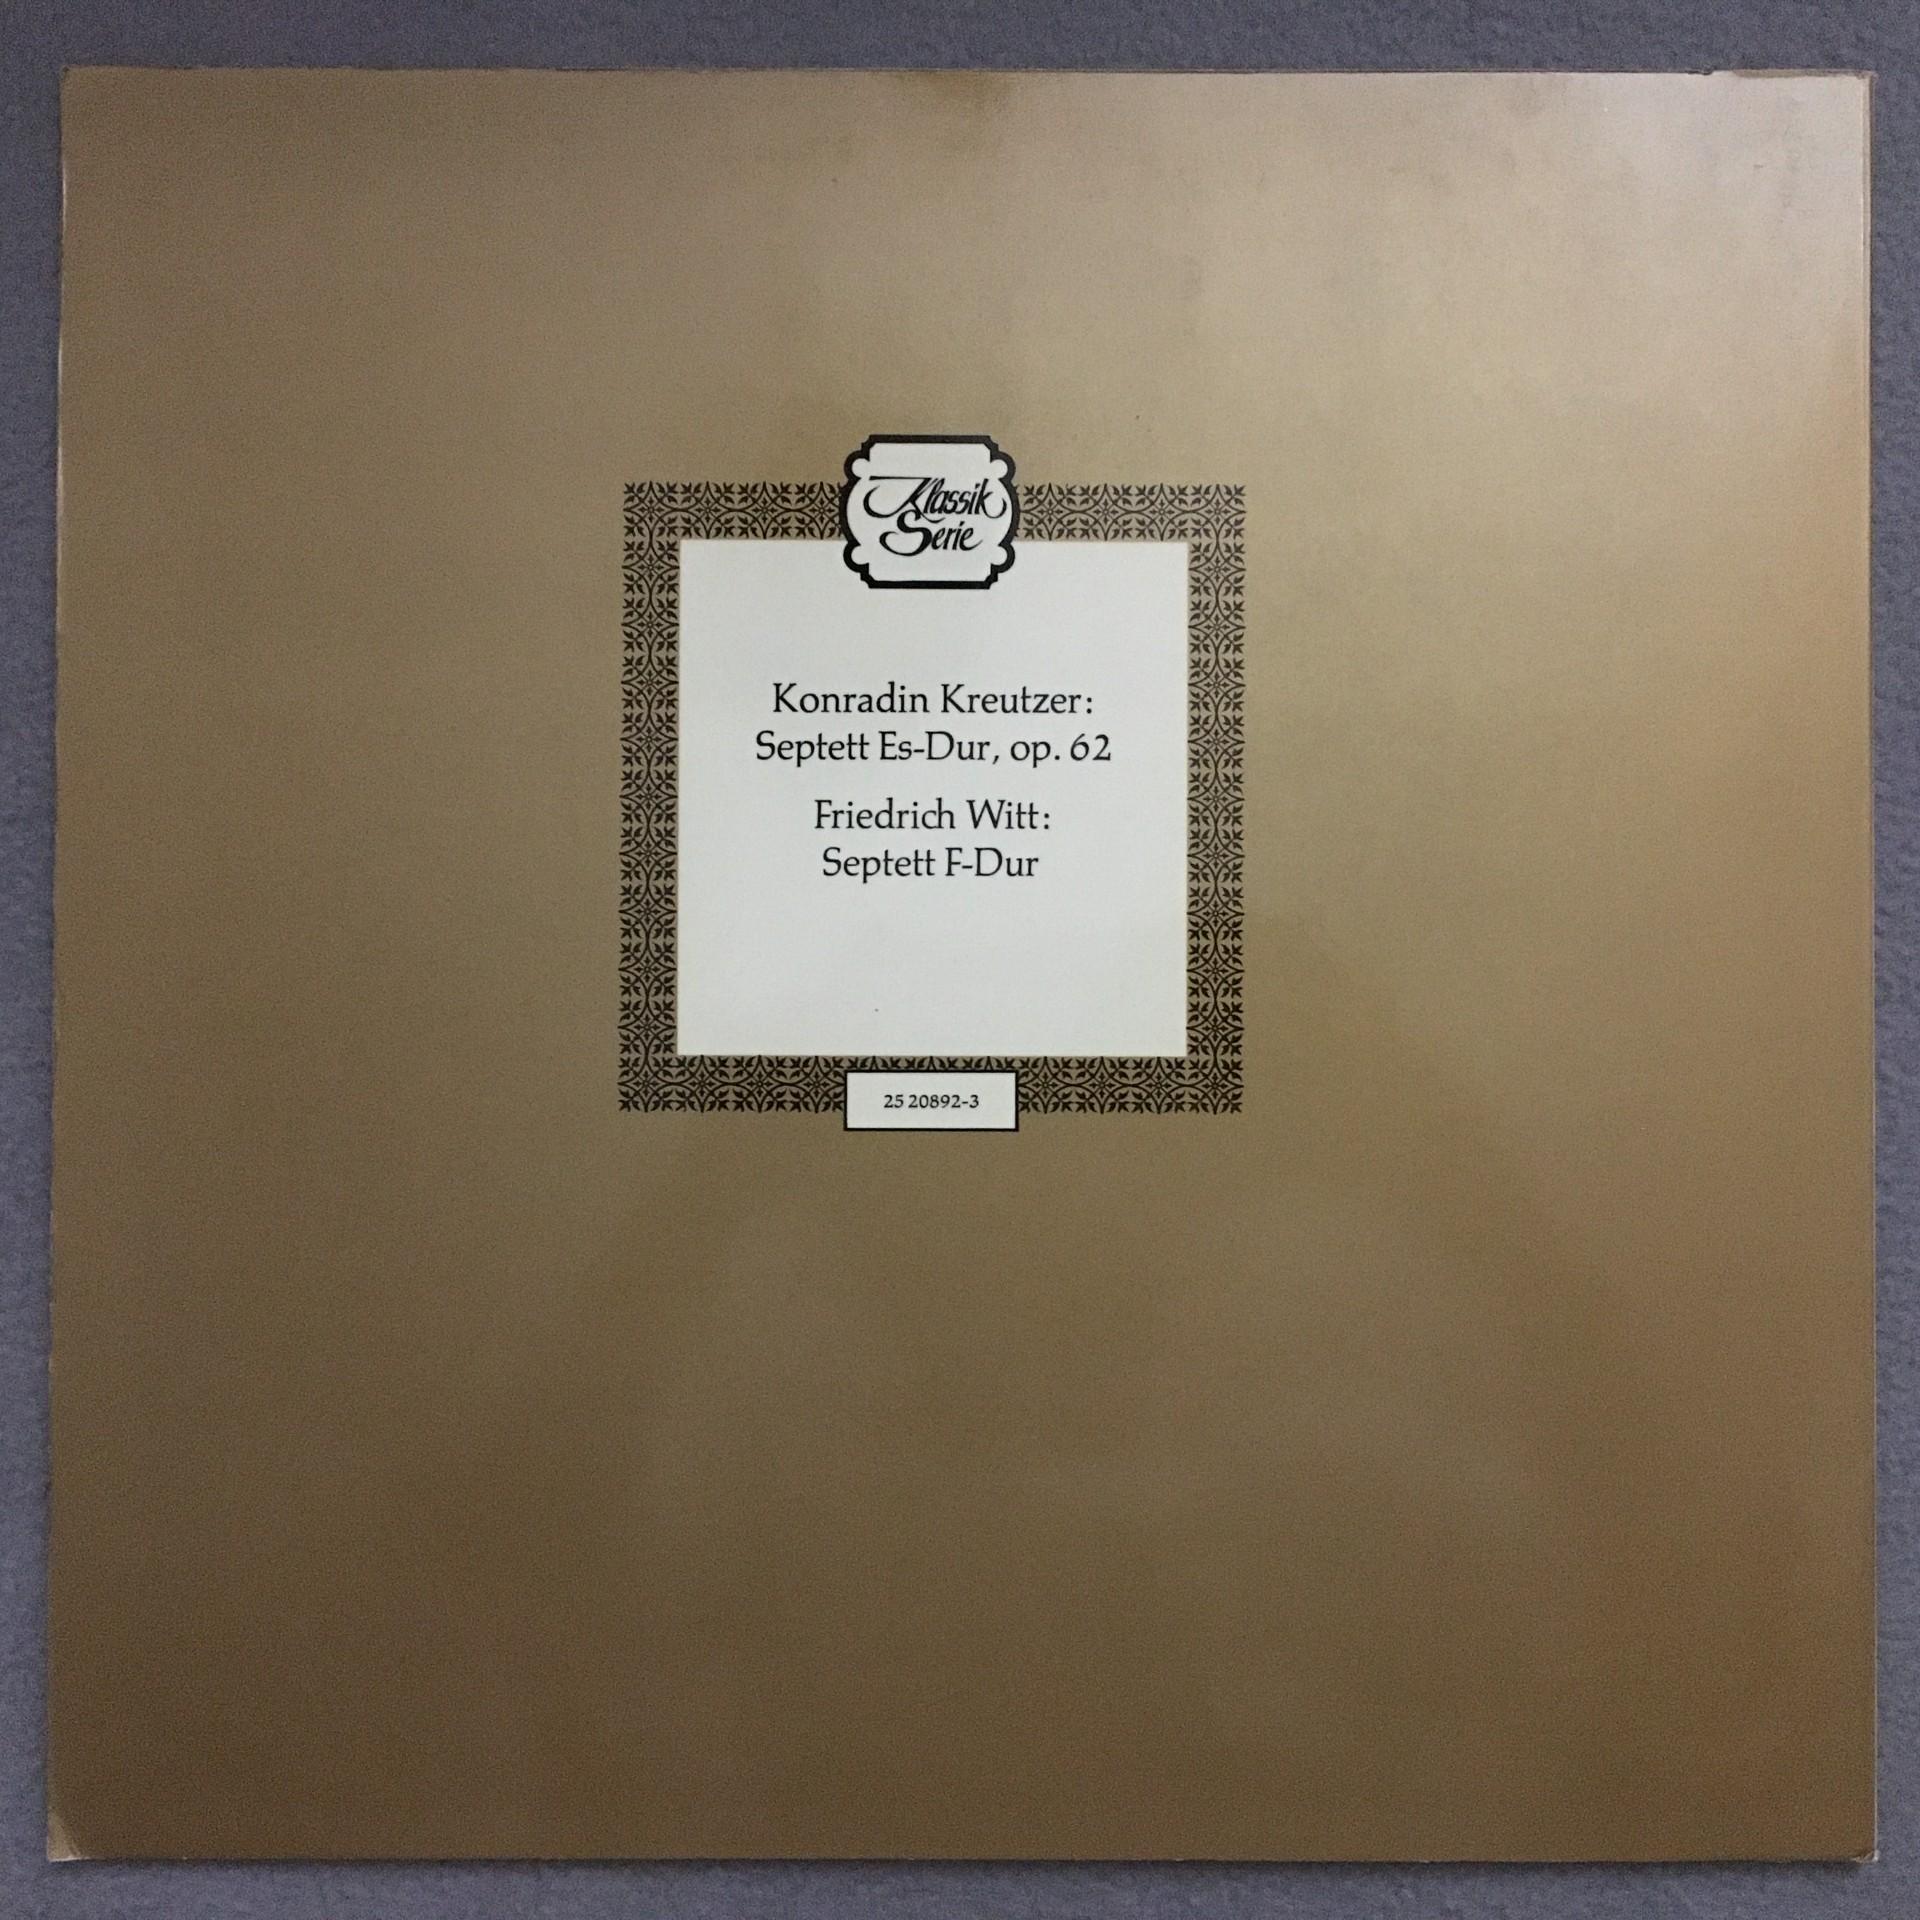 Klassik
Serie
Konradin Kreutzer:
Septett Es-Dur, op. 62
Friedrich Witt:
Septett F-Dur
25 20892-3